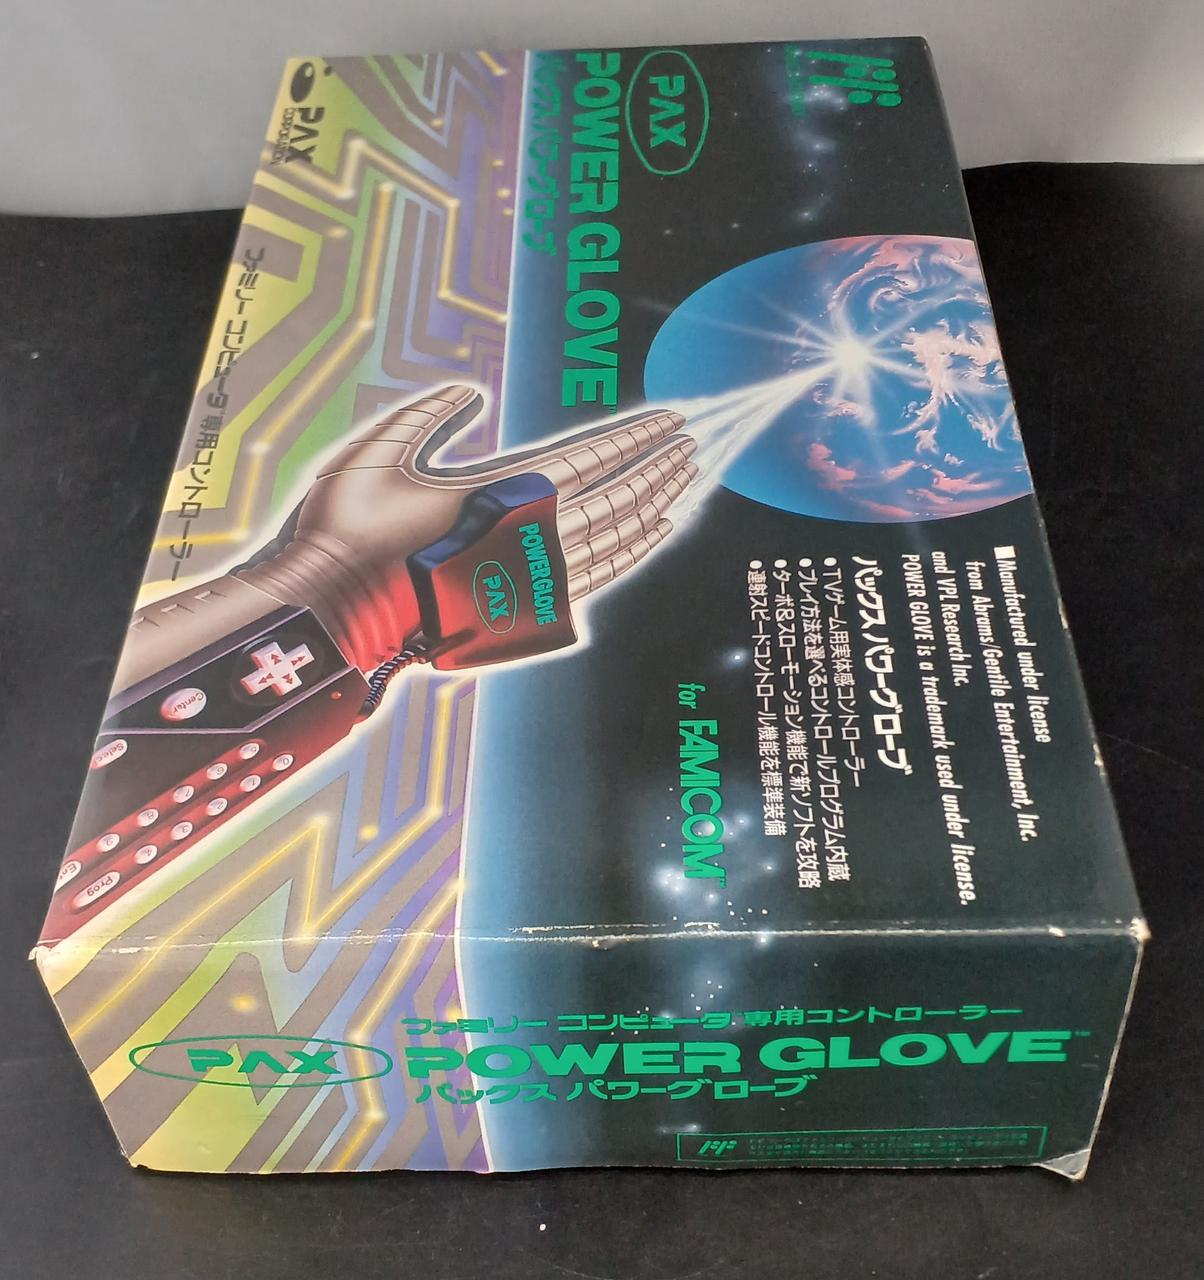 PAX
POWER GLOVE™
パックス パワーグローブ
PAX
CORPORATION
ファミリー コンピュータ™専用コントローラー
■Manufactured under license
from Abrams/Gentile Entertainment, Inc.
and VPL Research Inc.
POWER GLOVE is a trademark used under license.
パックスパワーグローブ
●TVゲーム用実体感コントローラー
●プレイ方法を選べるコントロールプログラム内蔵
●ターボ&スローモーション機能で新ソフトを攻略
●連射スピードコントロール機能を標準装備
for FAMICOM™
POWER GLOVE
PAX
Center
Select
Prog
ファミリー コンピュータ™専用コントローラー
PAX POWER GLOVE™
パックス パワーグローブ